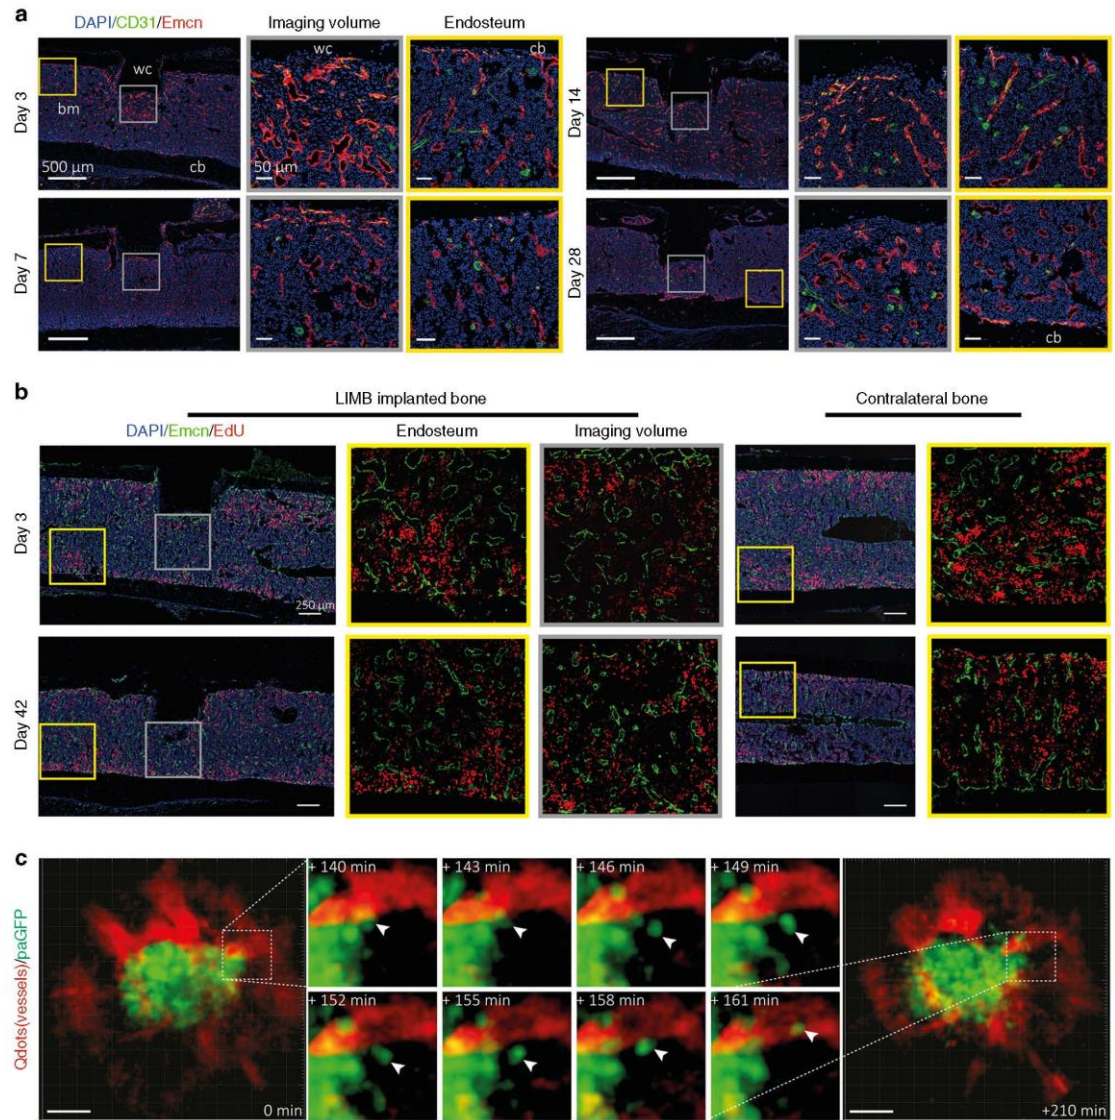 a
DAPI/CD31/Emcn
Imaging volume
Endosteum
Day 3
wc
bm
500 µm
cb
wc
50 µm
cb
Day 14
Day 7
Day 28
cb
b
LIMB implanted bone
Contralateral bone
DAPI/Emcn/EdU
Endosteum
Imaging volume
Day 3
250 µm
Day 42
c
Qdots(vessels)/paGFP
0 min
+ 140 min
+ 143 min
+ 146 min
+ 149 min
+ 152 min
+ 155 min
+ 158 min
+ 161 min
+210 min